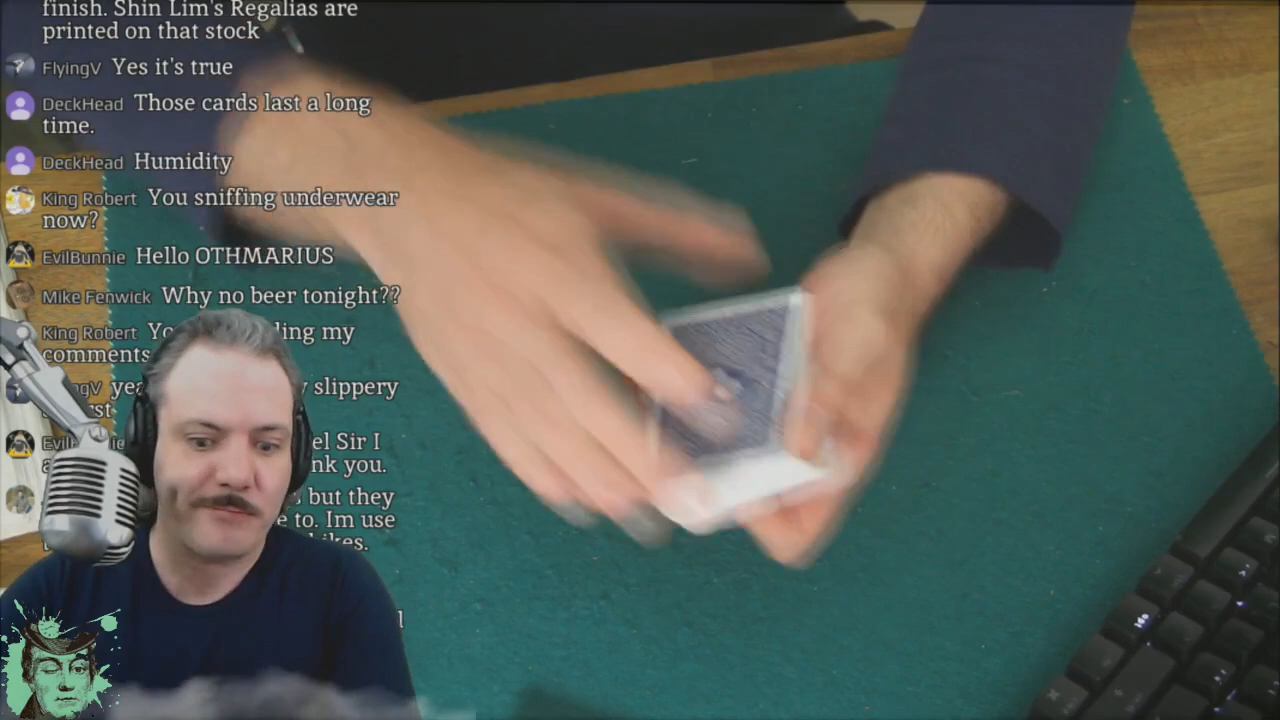 finish. Shin Lim's Regalias are
printed on that stock
FlyingV Yes it's true
DeckHead Those cards last a long
time.
DeckHead Humidity
King Robert You sniffing underwear
now?
EvilBunnie Hello OTHMARIUS
Mike Fenwick Why no beer tonight??
King Robert ing my
comments
slippery
Sir I
you.
but they
to. Im use